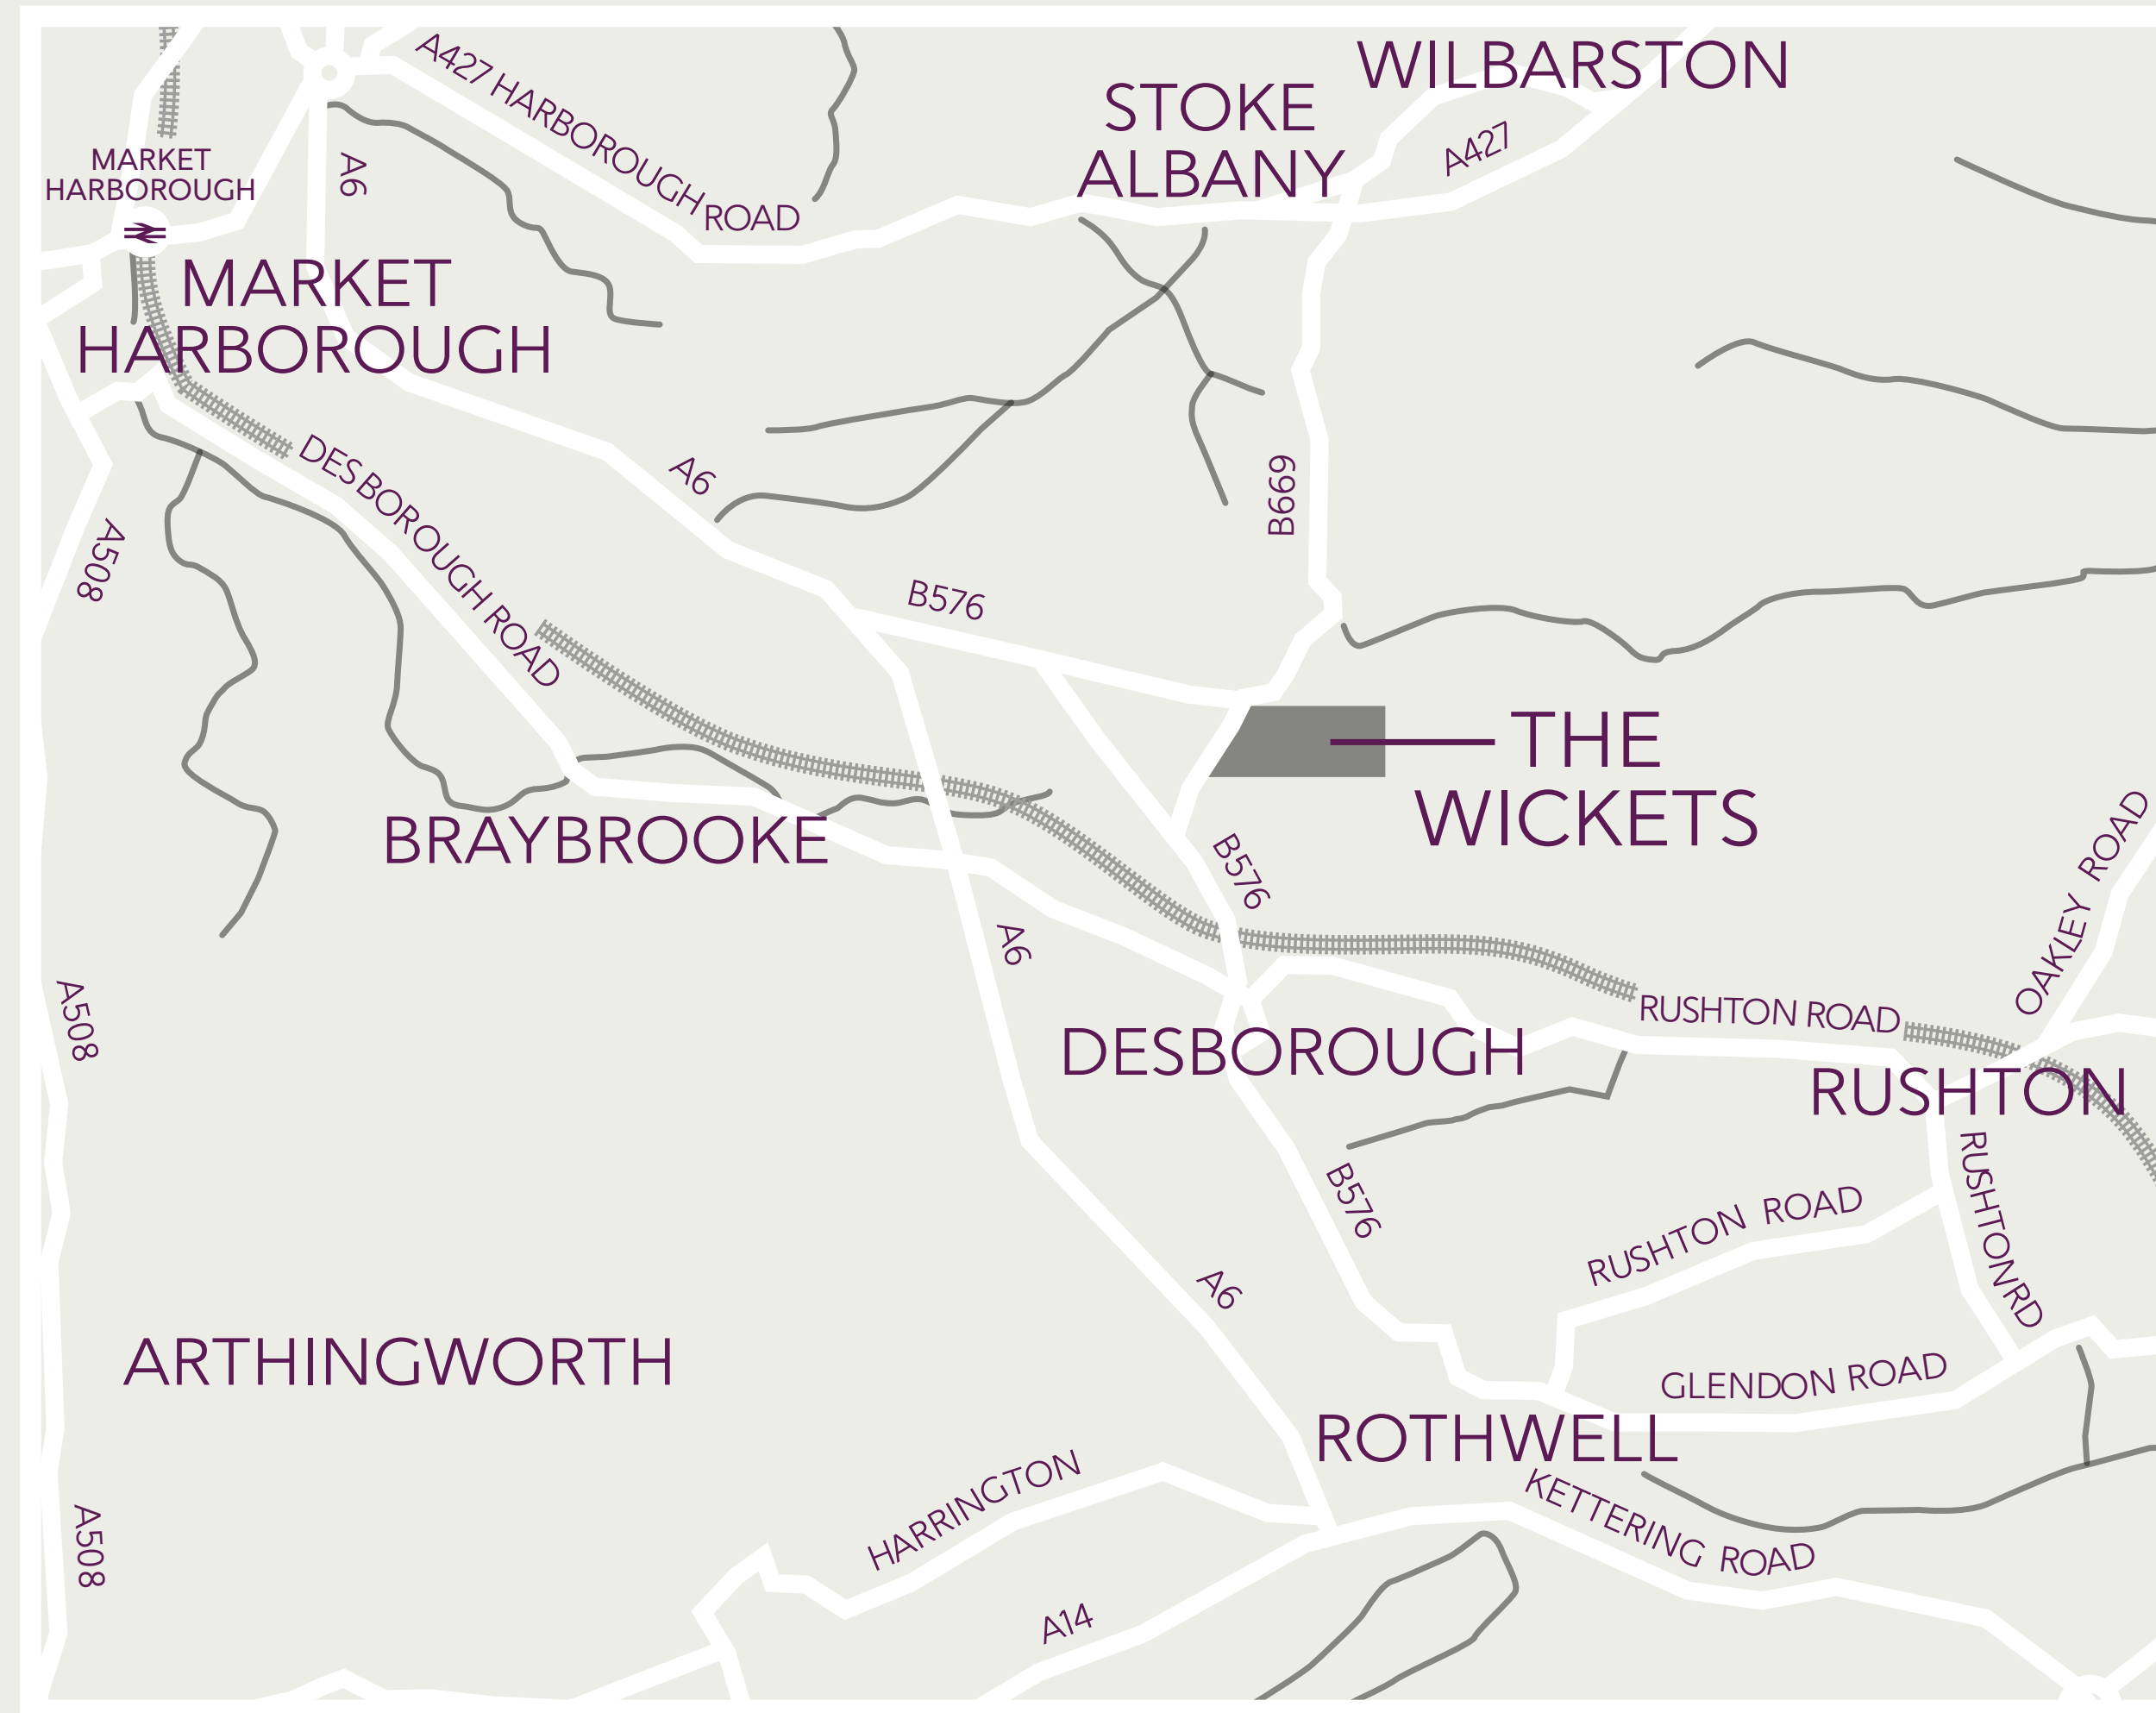 WILBARSTON
A427 HARBOROUGH ROAD
STOKE
ALBANY
A427
MARKET
HARBOROUGH
A6
MARKET
HARBOROUGH
DESBOROUGH ROAD
A6
B669
A508
B576
THE
WICKETS
BRAYBROOKE
B576
OAKLEY ROAD
A6
A508
RUSHTON ROAD
DESBOROUGH
RUSHTON
B576
RUSHTON ROAD
RUSHTON RD
A6
ARTHINGWORTH
GLENDON ROAD
ROTHWELL
HARRINGTON
KETTERING ROAD
A508
A14